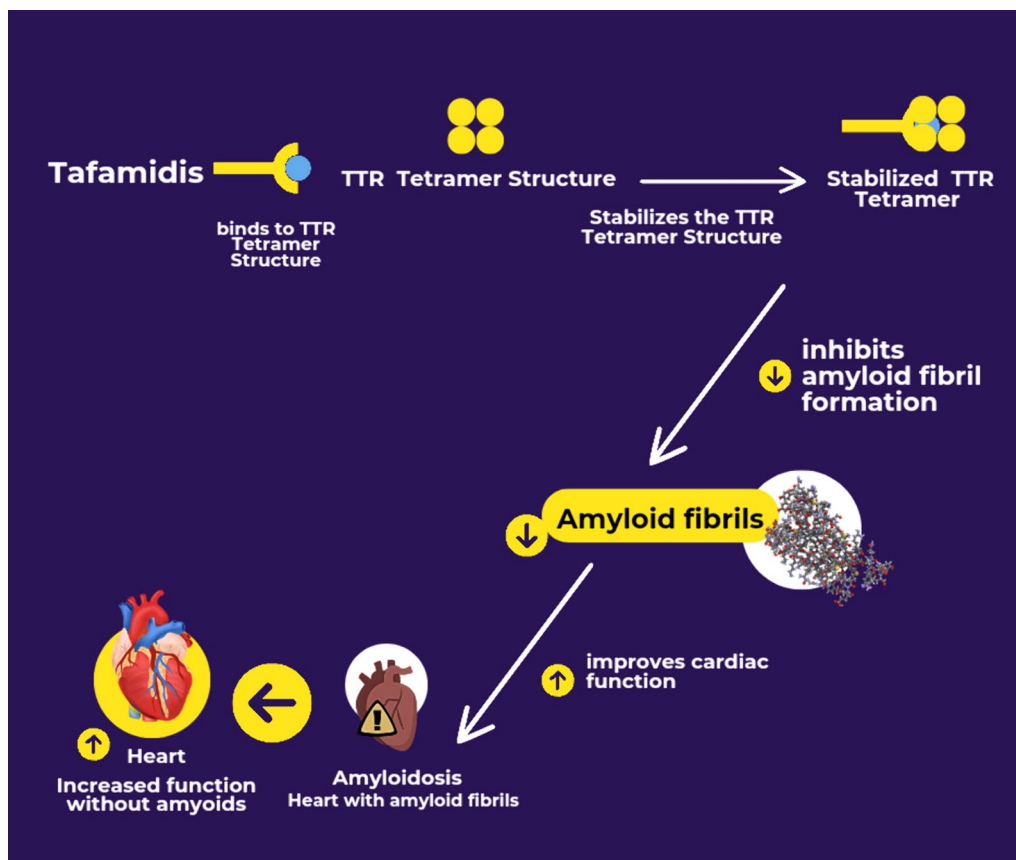 Tafamidis
binds to TTR
Tetramer
Structure
TTR Tetramer Structure
Stabilizes the TTR
Tetramer Structure
Stabilized TTR
Tetramer
inhibits
amyloid fibril
formation
Amyloid fibrils
improves cardiac
function
Amyloidosis
Heart with amyloid fibrils
Heart
Increased function
without amyoids